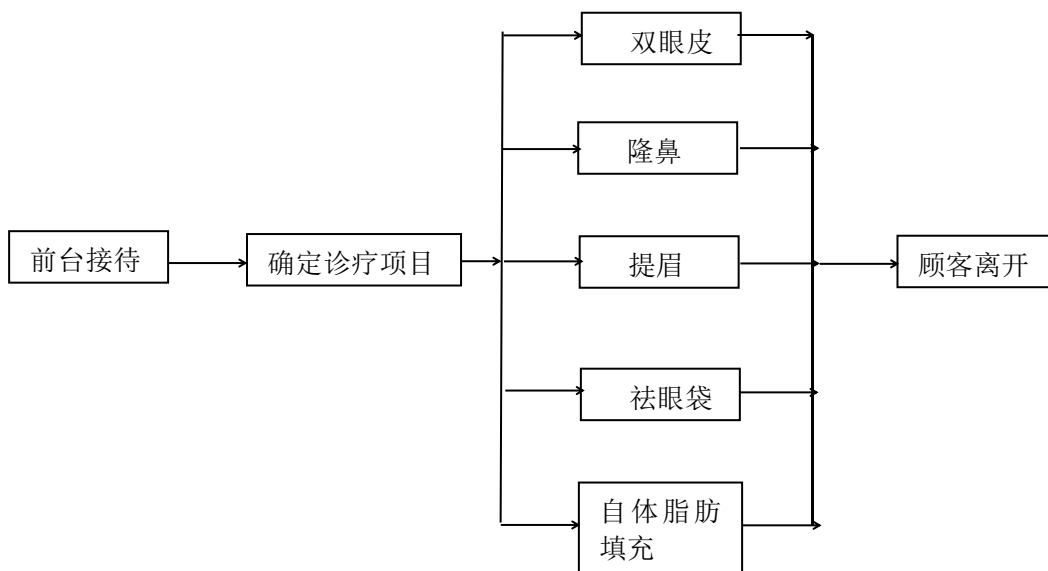 双眼皮
隆鼻
前台接待
确定诊疗项目
提眉
顾客离开
祛眼袋
自体脂肪
填充